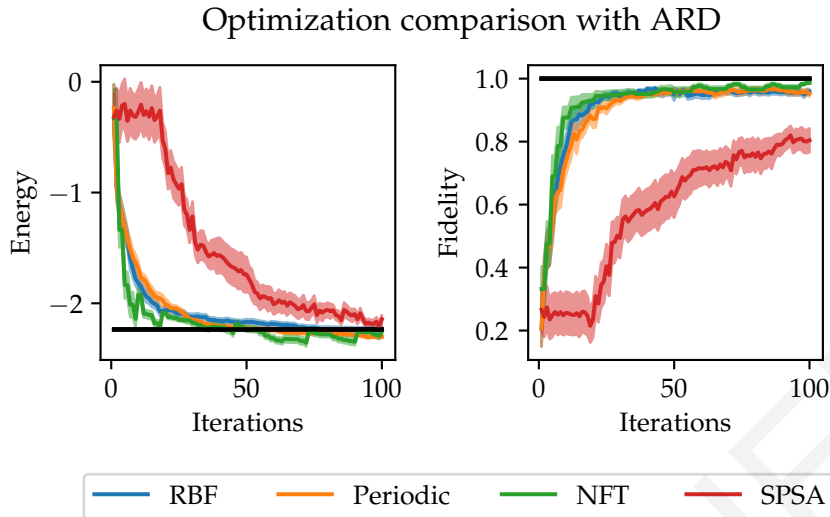 Optimization comparison with ARD
0
−1
−2
Energy
0 50 100
Iterations
1.0
0.8
0.6
0.4
0.2
Fidelity
0 50 100
Iterations
RBF Periodic NFT SPSA